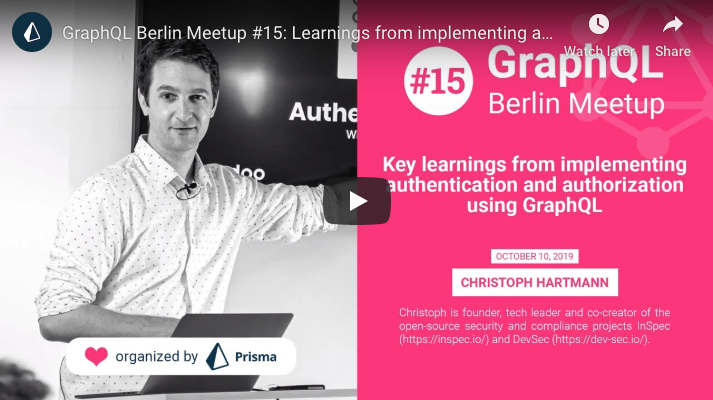 GraphQL Berlin Meetup #15: Learnings from implementing a...
Watch later
Share
Authe
W
doo
#15
GraphQL
Berlin Meetup
Key learnings from implementing
authentication and authorization
using GraphQL
OCTOBER 10, 2019
CHRISTOPH HARTMANN
Christoph is founder, tech leader and co-creator of the
open-source security and compliance projects InSpec
(https://inspec.io/) and DevSec (https://dev-sec.io/).
organized by Prisma